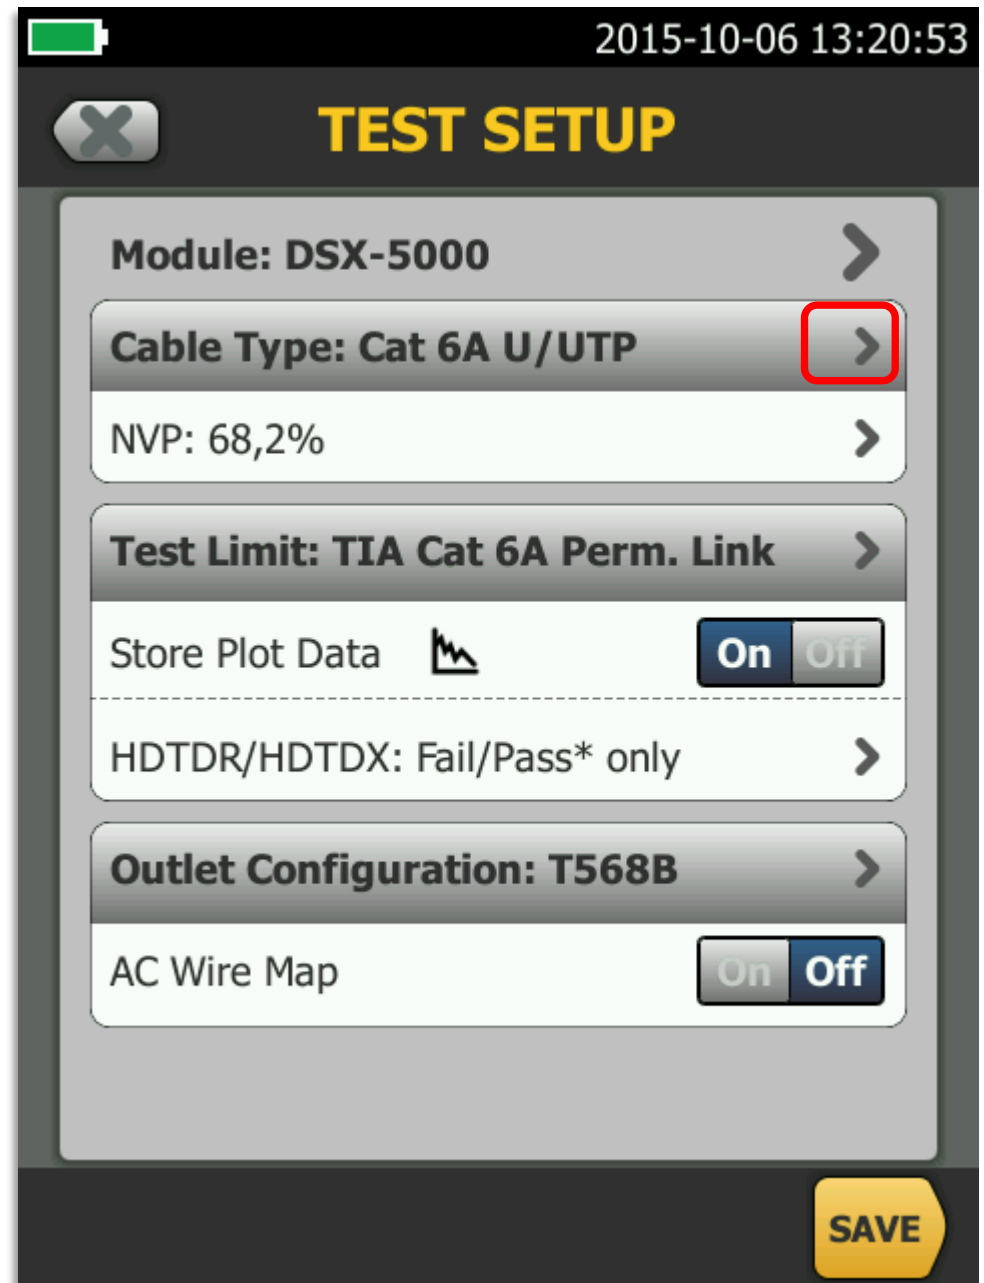 2015-10-06 13:20:53
TEST SETUP
Module: DSX-5000
Cable Type: Cat 6A U/UTP
NVP: 68,2%
Test Limit: TIA Cat 6A Perm. Link
Store Plot Data On Off
HDTDR/HDTDX: Fail/Pass* only
Outlet Configuration: T568B
AC Wire Map On Off
SAVE